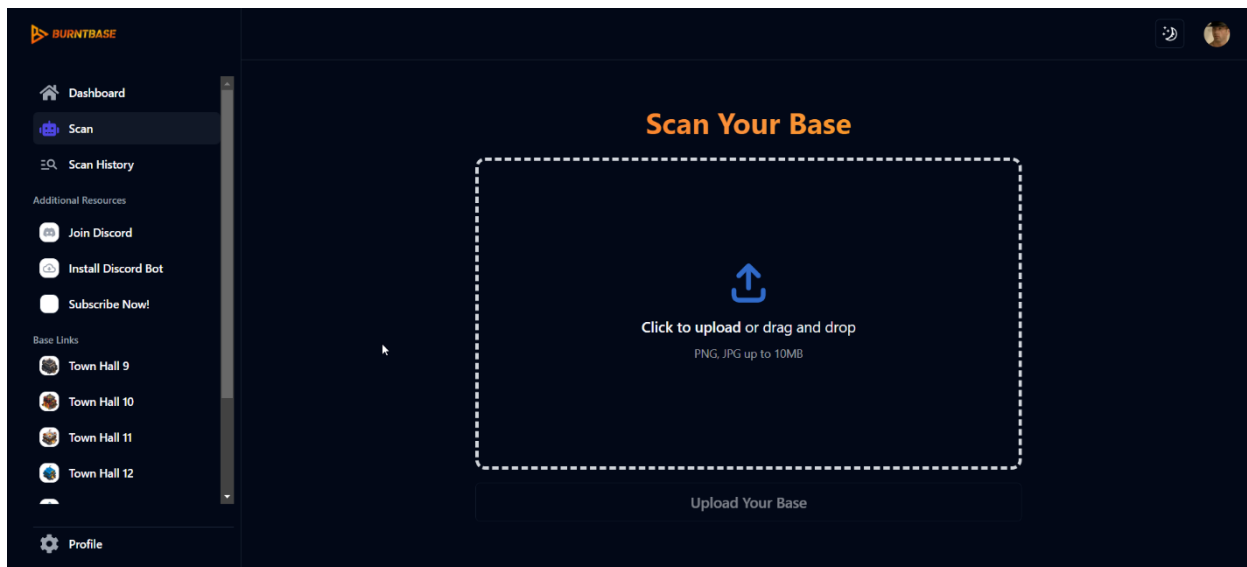 BURNTBASE
Dashboard
Scan
Scan History
Additional Resources
Join Discord
Install Discord Bot
Subscribe Now!
Base Links
Town Hall 9
Town Hall 10
Town Hall 11
Town Hall 12
Profile
Scan Your Base
Click to upload or drag and drop
PNG, JPG up to 10MB
Upload Your Base